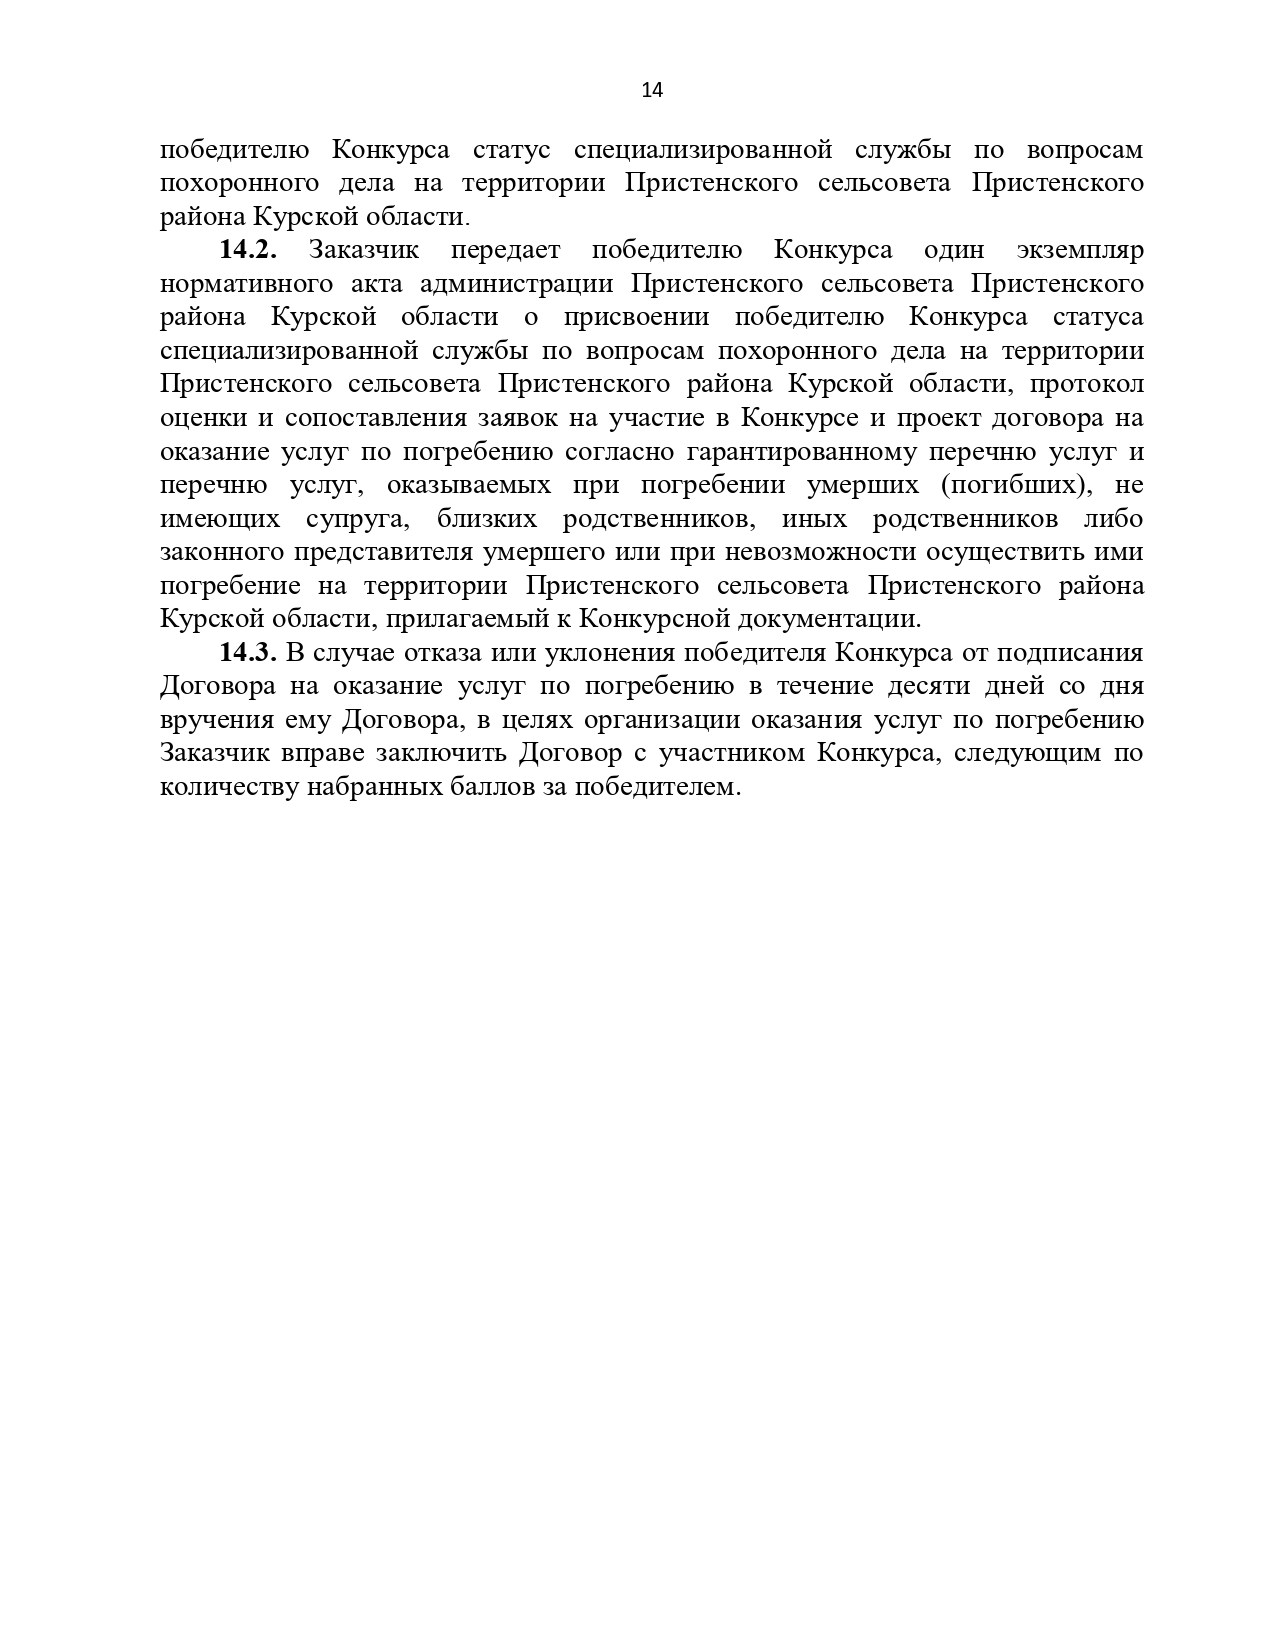 14
победителю Конкурса статус специализированной службы по вопросам
похоронного дела на территории Пристенского сельсовета Пристенского
района Курской области.
14.2. Заказчик передает победителю Конкурса один экземпляр
нормативного акта администрации Пристенского сельсовета Пристенского
района Курской области о присвоении победителю Конкурса статуса
специализированной службы по вопросам похоронного дела на территории
Пристенского сельсовета Пристенского района Курской области, протокол
оценки и сопоставления заявок на участие в Конкурсе и проект договора на
оказание услуг по погребению согласно гарантированному перечню услуг и
перечню услуг, оказываемых при погребении умерших (погибших), не
имеющих супруга, близких родственников, иных родственников либо
законного представителя умершего или при невозможности осуществить ими
погребение на территории Пристенского сельсовета Пристенского района
Курской области, прилагаемый к Конкурсной документации.
14.3. В случае отказа или уклонения победителя Конкурса от подписания
Договора на оказание услуг по погребению в течение десяти дней со дня
вручения ему Договора, в целях организации оказания услуг по погребению
Заказчик вправе заключить Договор с участником Конкурса, следующим по
количеству набранных баллов за победителем.